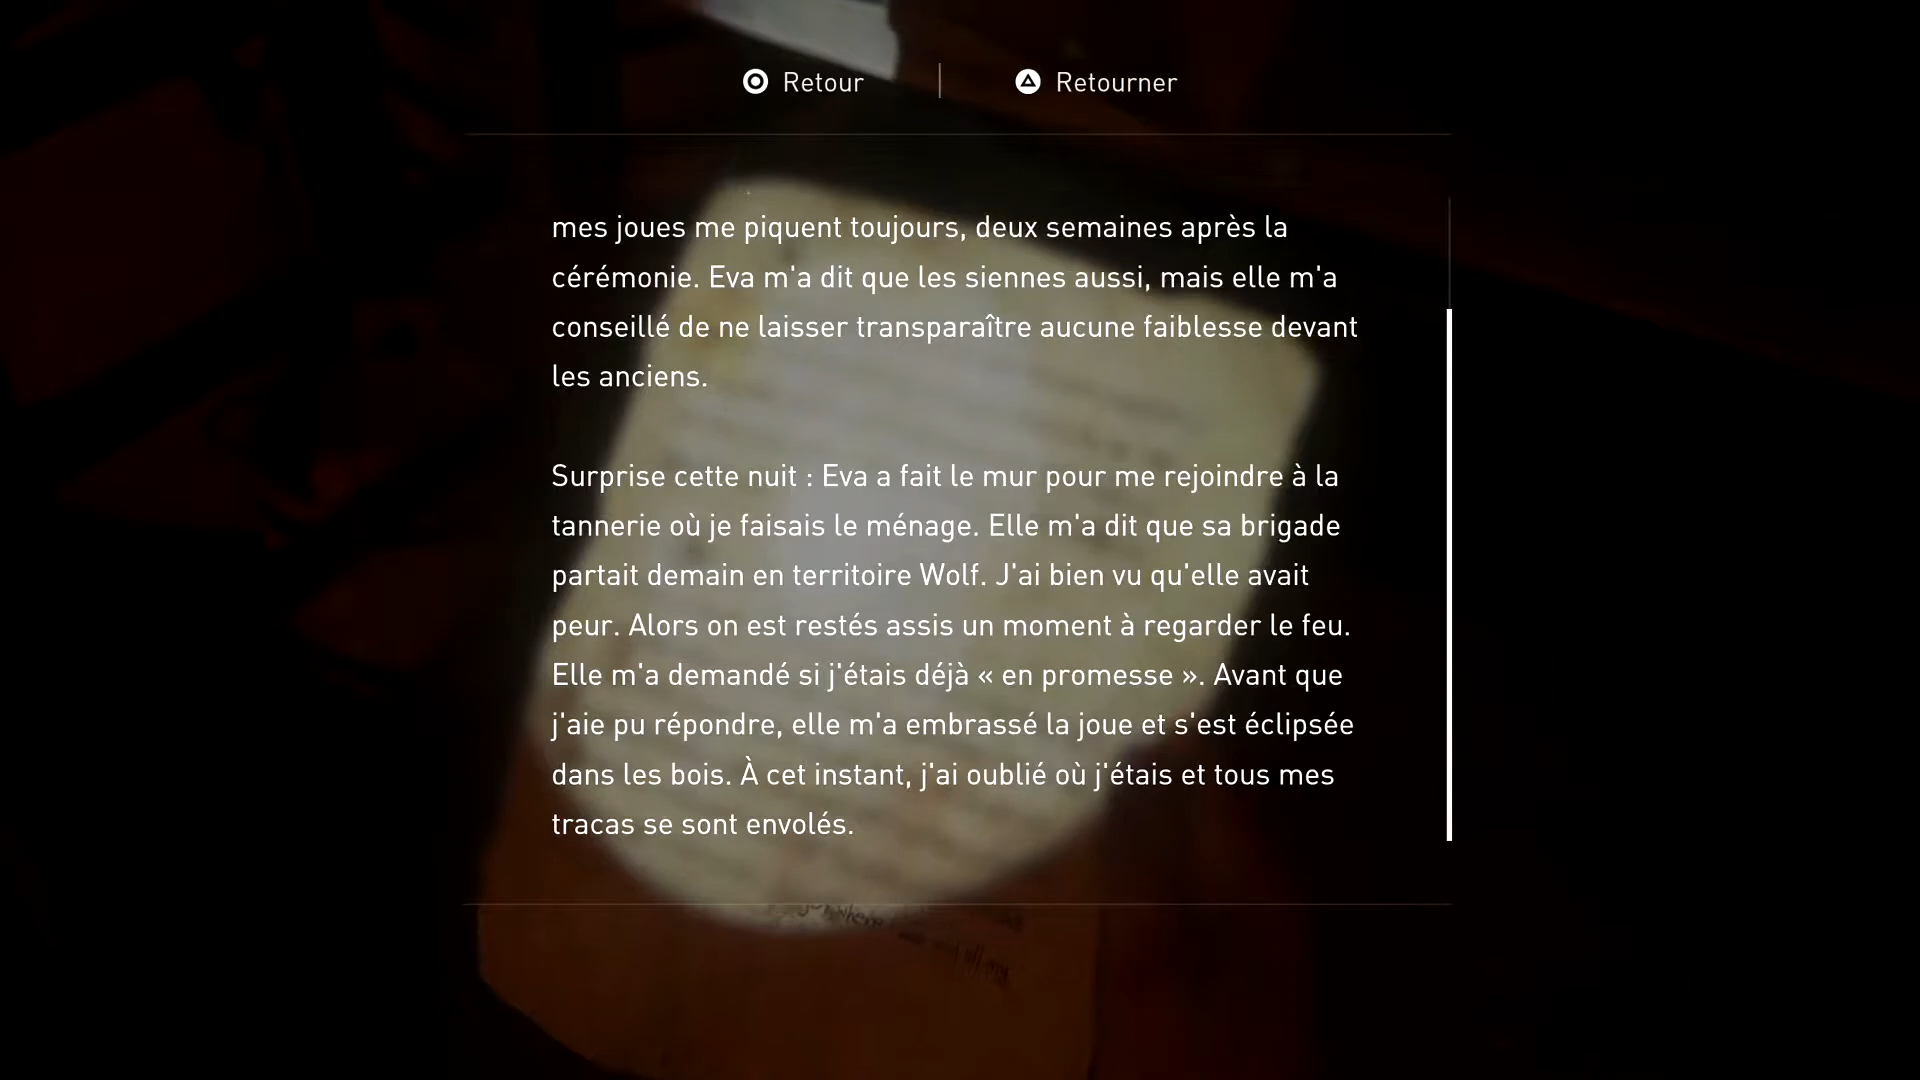 Retour
Retourner
mes joues me piquent toujours, deux semaines après la
cérémonie. Eva m'a dit que les siennes aussi, mais elle m'a
conseillé de ne laisser transparaître aucune faiblesse devant
les anciens.
Surprise cette nuit : Eva a fait le mur pour me rejoindre à la
tannerie où je faisais le ménage. Elle m'a dit que sa brigade
partait demain en territoire Wolf. J'ai bien vu qu'elle avait
peur. Alors on est restés assis un moment à regarder le feu.
Elle m'a demandé si j'étais déjà « en promesse ». Avant que
j'aie pu répondre, elle m'a embrassé la joue et s'est éclipsée
dans les bois. À cet instant, j'ai oublié où j'étais et tous mes
tracas se sont envolés.